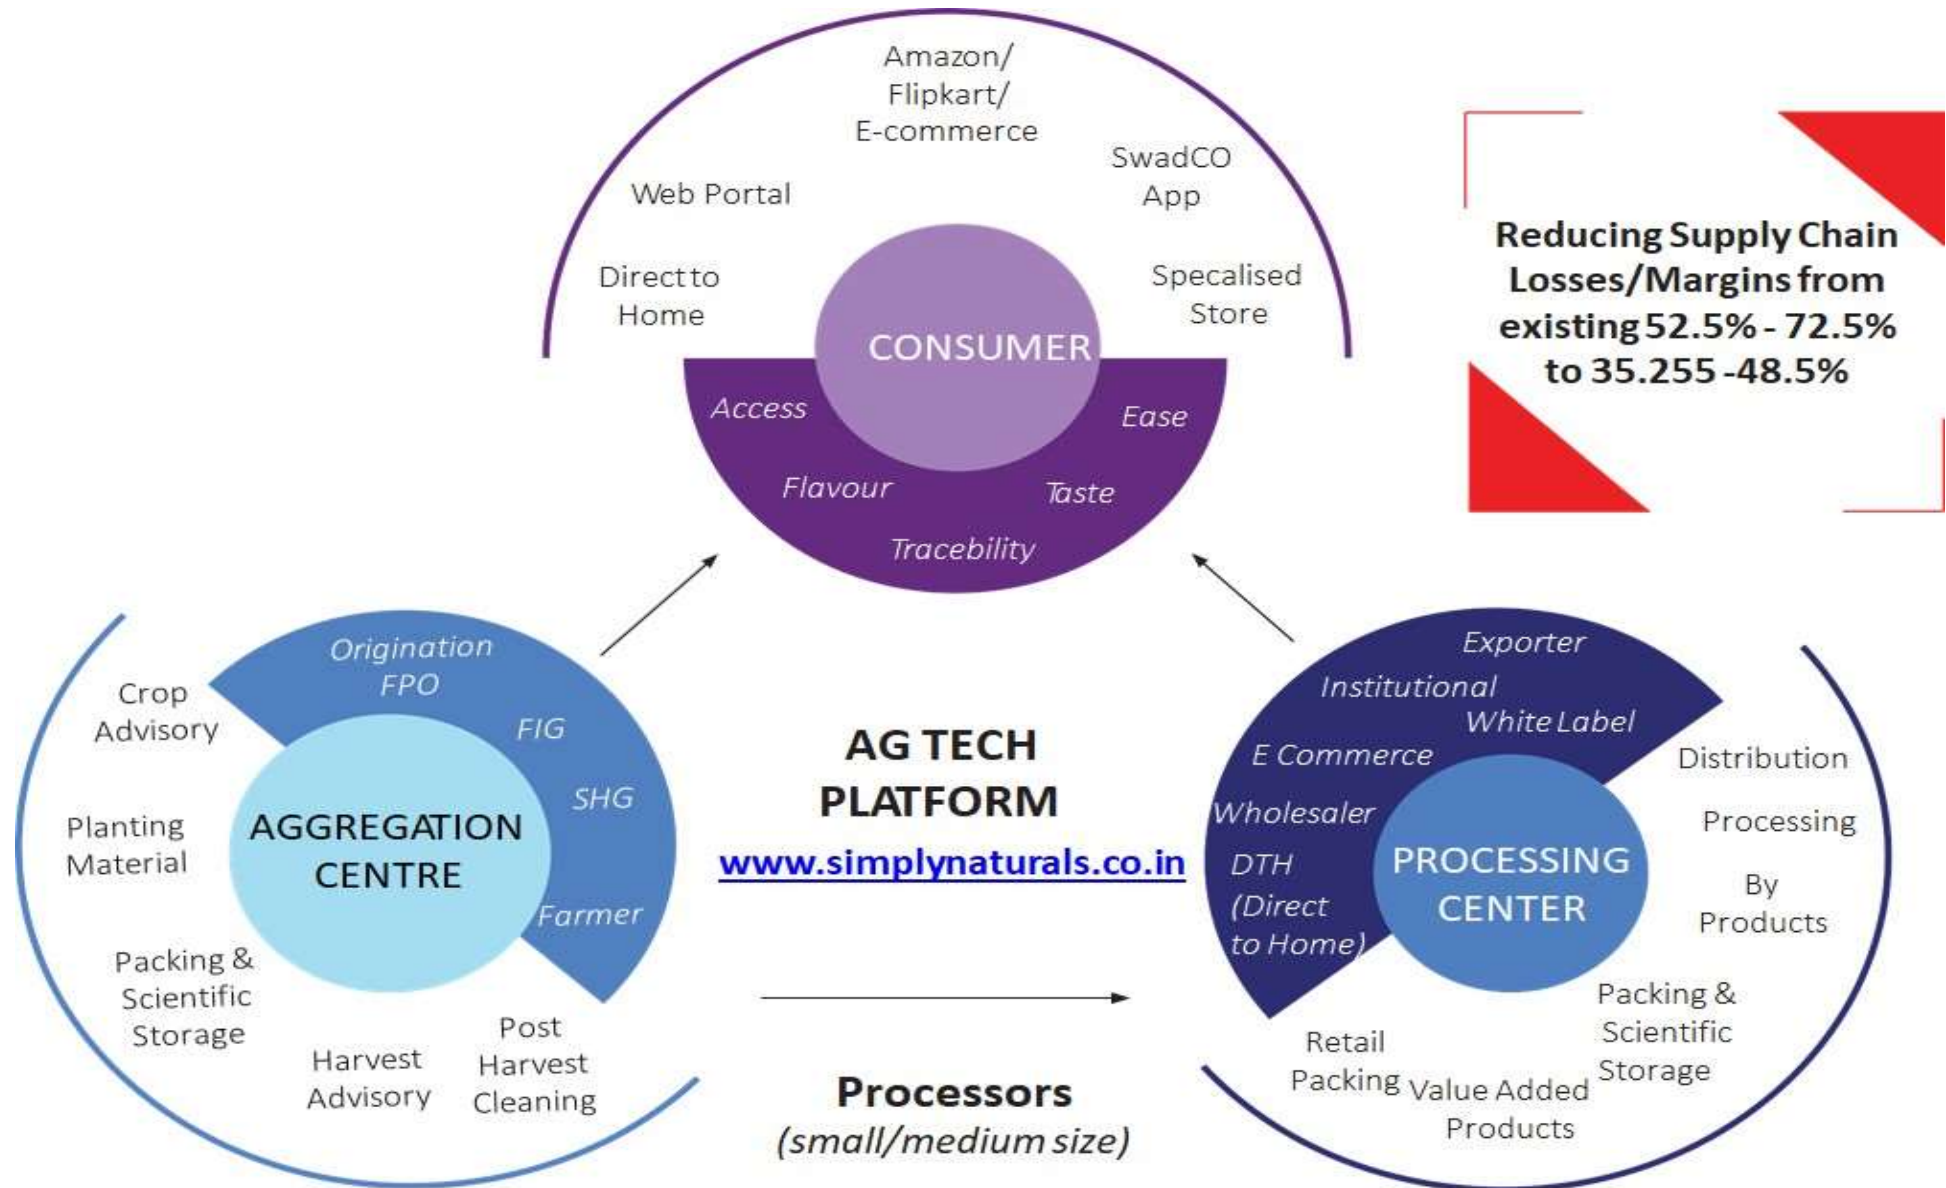 Amazon/
Flipkart/
E-commerce
SwadCO
App
Web Portal
Direct to
Home
Specalised
Store
CONSUMER
Access
Ease
Flavour
Taste
Tracebility
Reducing Supply Chain
Losses/Margins from
existing 52.5% - 72.5%
to 35.255 -48.5%
Origination
FPO
FIG
SHG
Farmer
AGGREGATION
CENTRE
Crop
Advisory
Planting
Material
Packing &
Scientific
Storage
Harvest
Advisory
Post
Harvest
Cleaning
AG TECH
PLATFORM
www.simplynaturals.co.in
Processors
(small/medium size)
Exporter
Institutional
White Label
E Commerce
Wholesaler
DTH
(Direct
to Home)
PROCESSING
CENTER
Distribution
Processing
By
Products
Packing &
Scientific
Storage
Value Added
Products
Retail
Packing